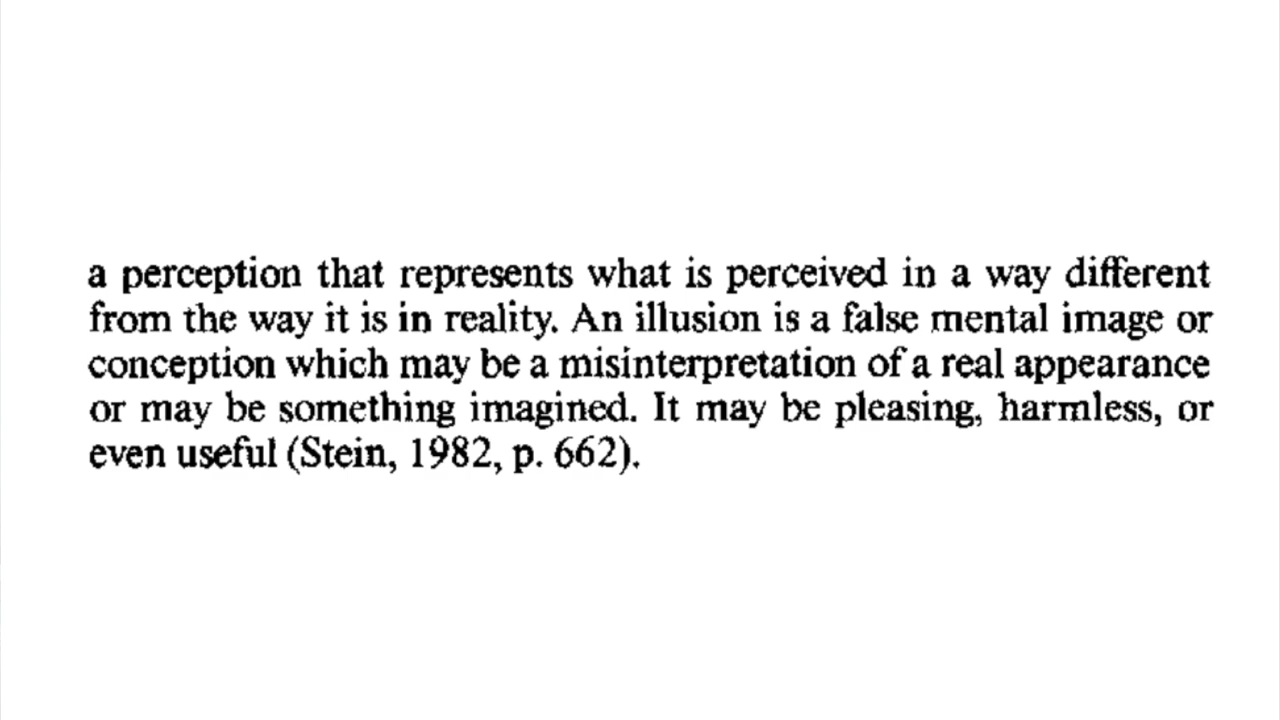 a perception that represents what is perceived in a way different
from the way it is in reality. An illusion is a false mental image or
conception which may be a misinterpretation of a real appearance
or may be something imagined. It may be pleasing, harmless, or
even useful (Stein, 1982, p. 662).